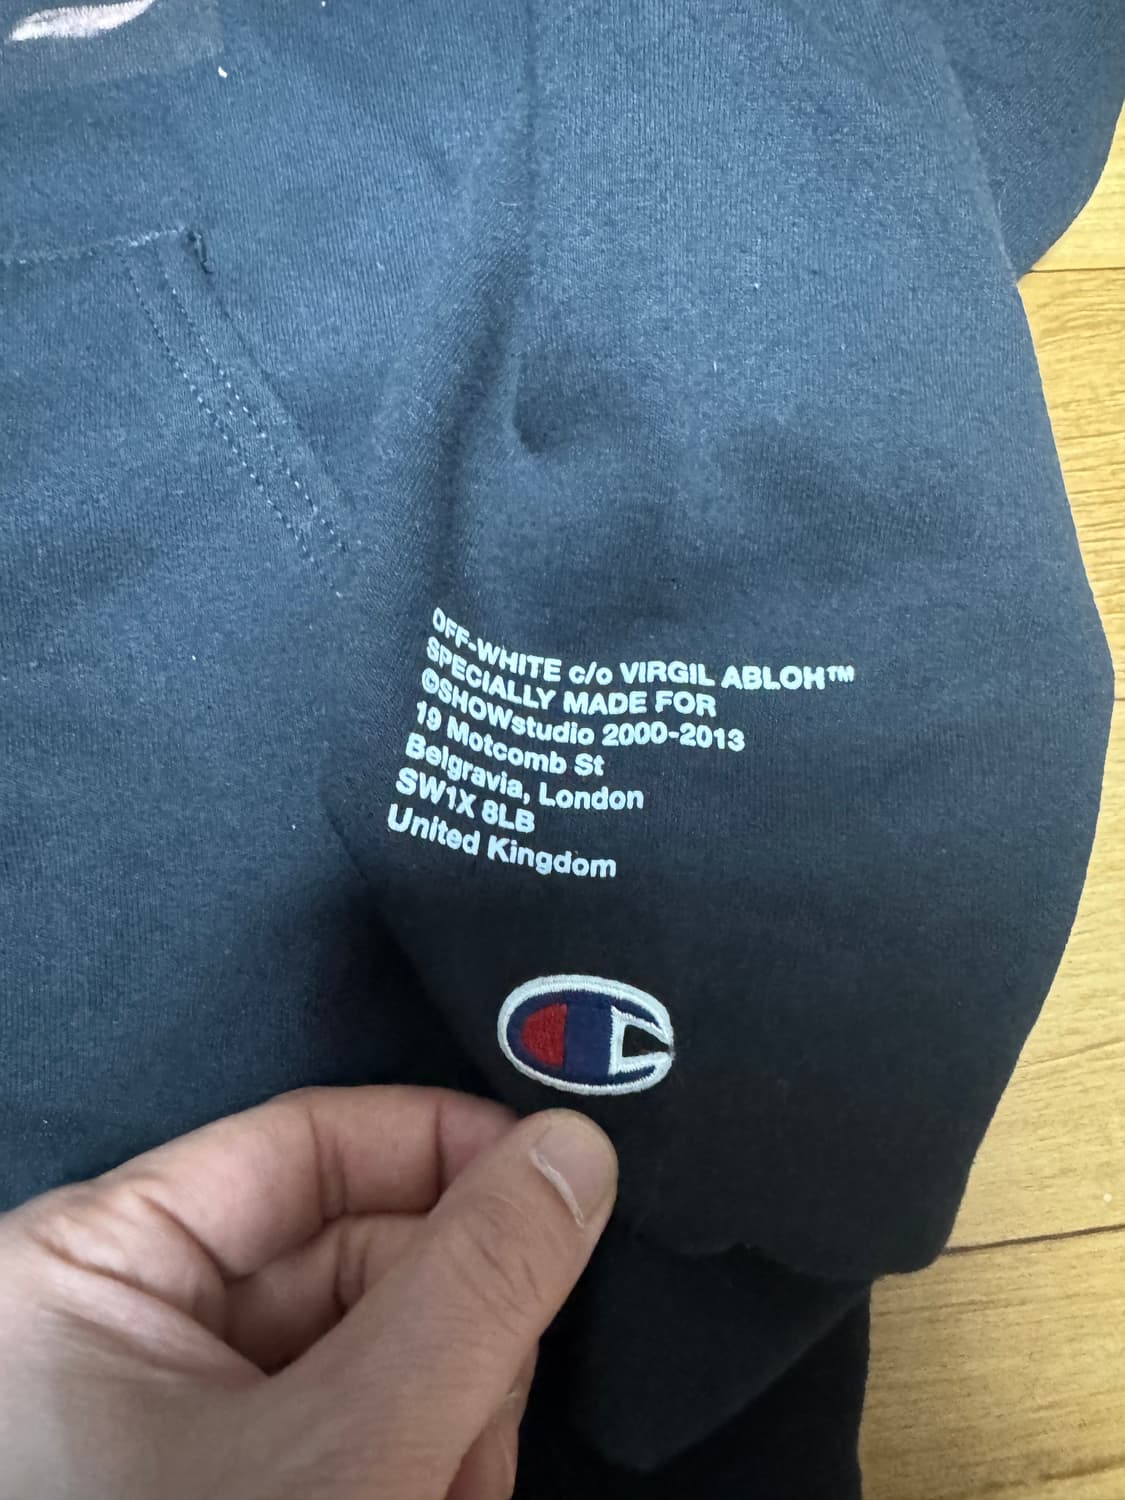 OFF-WHITE c/o VIRGIL ABLOH™
SPECIALLY MADE FOR
©SHOWstudio 2000-2013
19 Motcomb St
Belgravia, London
SW1X 8LB
United Kingdom